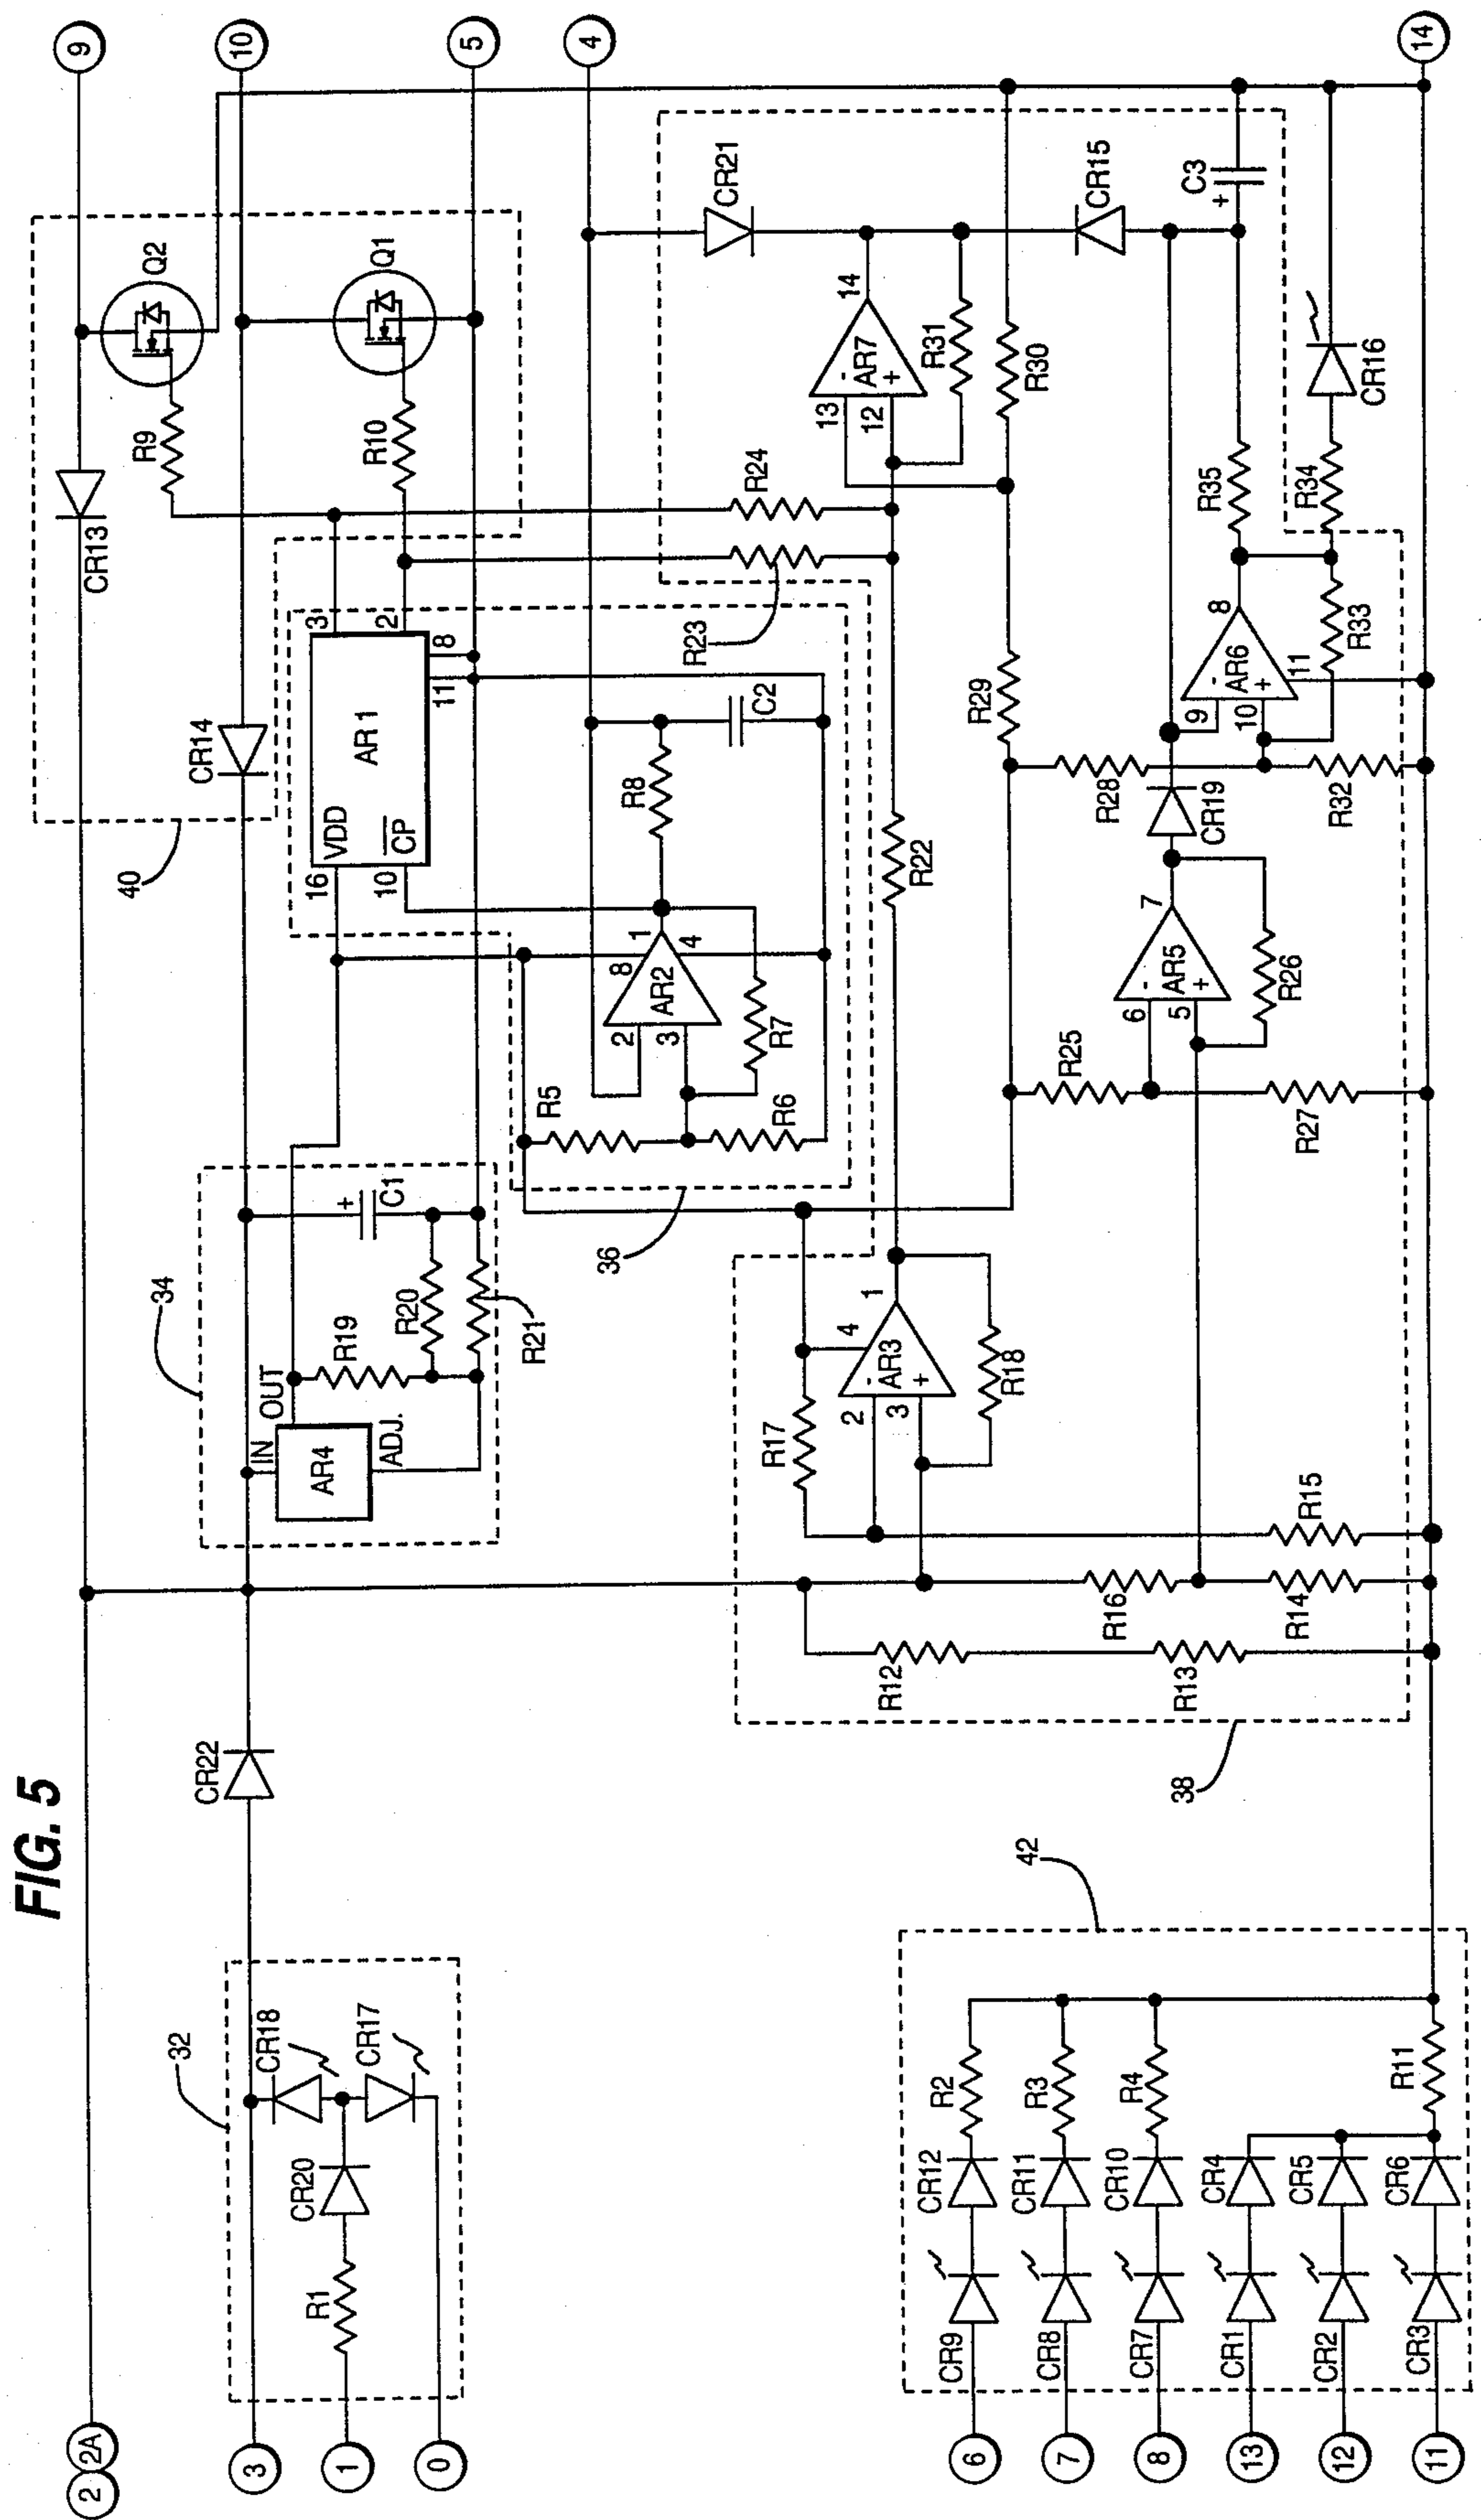 FIG. 5
2
2A
3
1
0
9
10
5
4
14
6
7
8
13
12
11
32
CR18
CR17
CR20
R1
CR22
34
IN
OUT
AR4
ADJ.
R19
R20
R21
+
C1
40
CR13
CR14
R9
Q2
R10
Q1
16
VDD
CP
10
AR1
3
2
8
11
36
R5
R6
2
3
8
AR2
1
4
R7
R8
C2
R23
R24
R22
38
R12
R13
R16
R14
R15
R17
2
3
-
+
AR3
4
1
R18
R25
R27
6
5
-
+
AR5
7
R26
CR19
R28
R32
R29
R30
9
10
-
+
AR6
8
11
R33
R35
R34
CR16
13
12
-
+
AR7
14
R31
CR21
CR15
+
C3
42
CR9
CR12
R2
CR8
CR11
R3
CR7
CR10
R4
CR1
CR4
CR2
CR5
CR3
CR6
R11